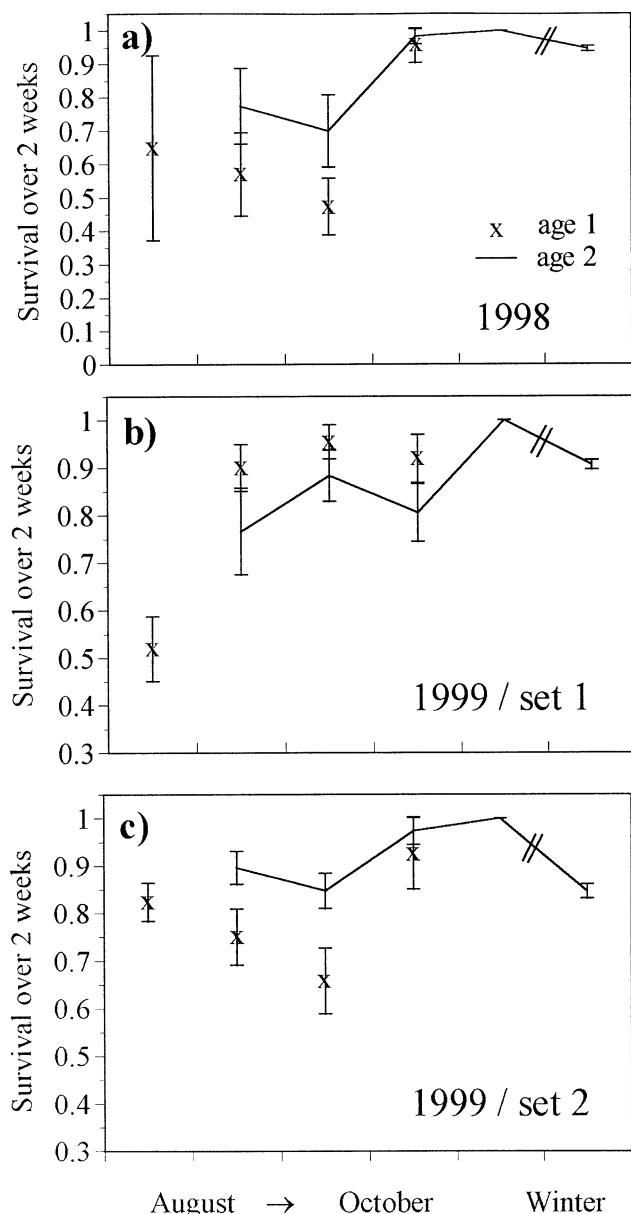 a)
Survival over 2 weeks
1
0.9
0.8
0.7
0.6
0.5
0.4
0.3
0.2
0.1
0
x age 1
— age 2
1998
b)
Survival over 2 weeks
1
0.9
0.8
0.7
0.6
0.5
0.4
0.3
1999 / set 1
c)
Survival over 2 weeks
1
0.9
0.8
0.7
0.6
0.5
0.4
0.3
1999 / set 2
August → October Winter